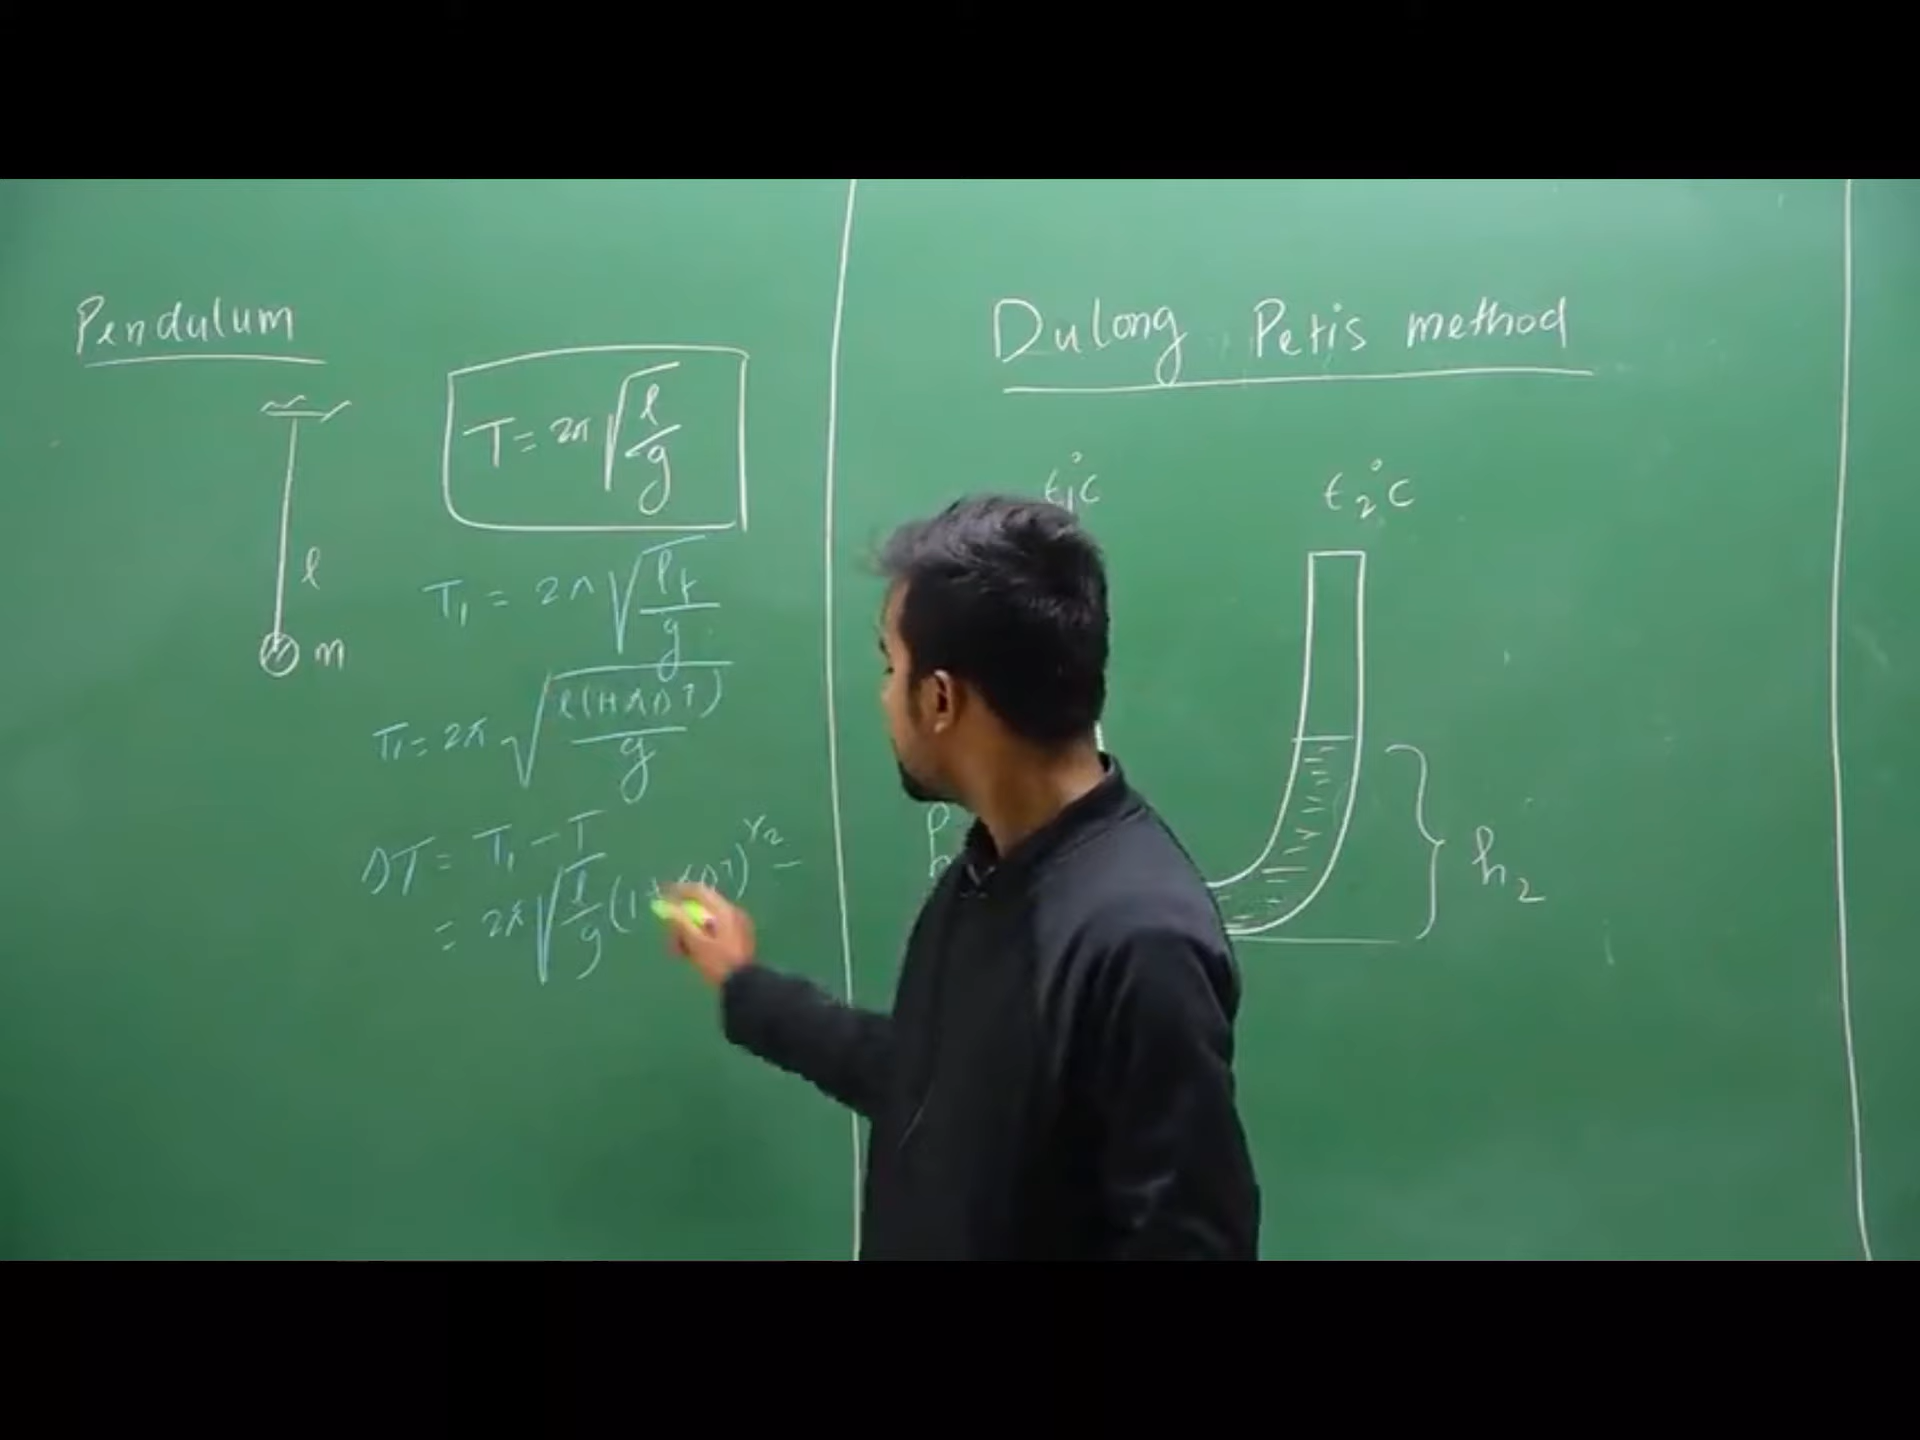 Pendulum
T = 2π √(l/g)
l
m
T₁ = 2π √(l_f/g)
T₁ = 2π √(l(1+αΔT)/g)
ΔT = T₁ − T
= 2π √(l/g) (1+αΔT)^½ −
Dulong Petis method
t₁°c
t₂°c
h₂